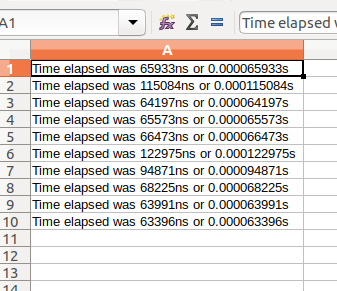 A1
Time elapsed
A
1 Time elapsed was 65933ns or 0.000065933s
2 Time elapsed was 115084ns or 0.000115084s
3 Time elapsed was 64197ns or 0.000064197s
4 Time elapsed was 65573ns or 0.000065573s
5 Time elapsed was 66473ns or 0.000066473s
6 Time elapsed was 122975ns or 0.000122975s
7 Time elapsed was 94871ns or 0.000094871s
8 Time elapsed was 68225ns or 0.000068225s
9 Time elapsed was 63991ns or 0.000063991s
10 Time elapsed was 63396ns or 0.000063396s
11
12
13
14